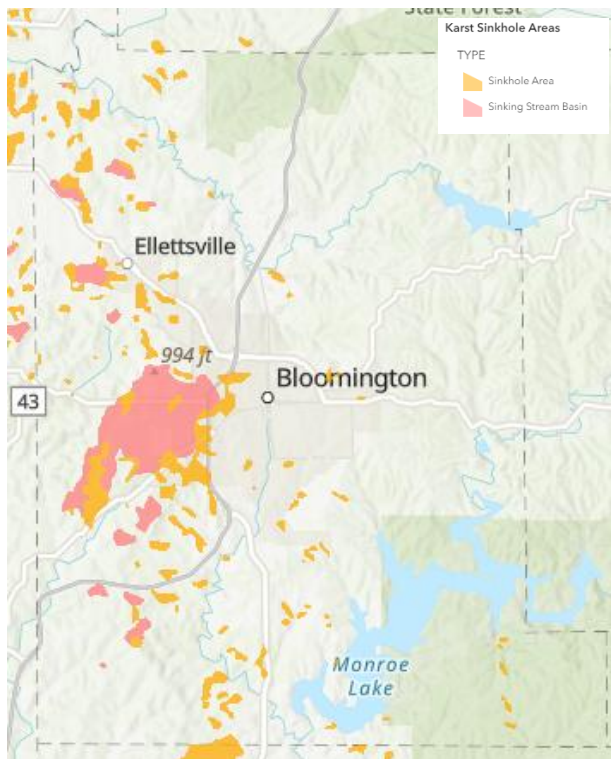 State Forest
Karst Sinkhole Areas
TYPE
Sinkhole Area
Sinking Stream Basin
Ellettsville
994 ft
Bloomington
43
Monroe
Lake